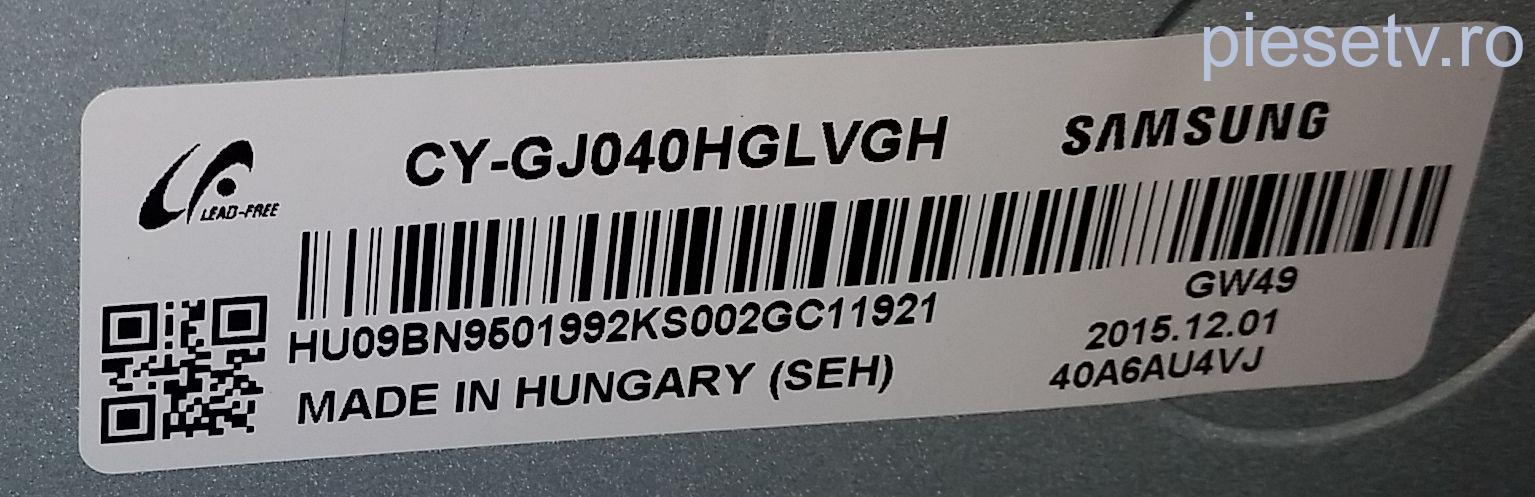 piesetv.ro
CY-GJ040HGLVGH
SAMSUNG
LEAD-FREE
HU09BN9501992KS002GC11921
GW49
2015.12.01
MADE IN HUNGARY (SEH)
40A6AU4VJ